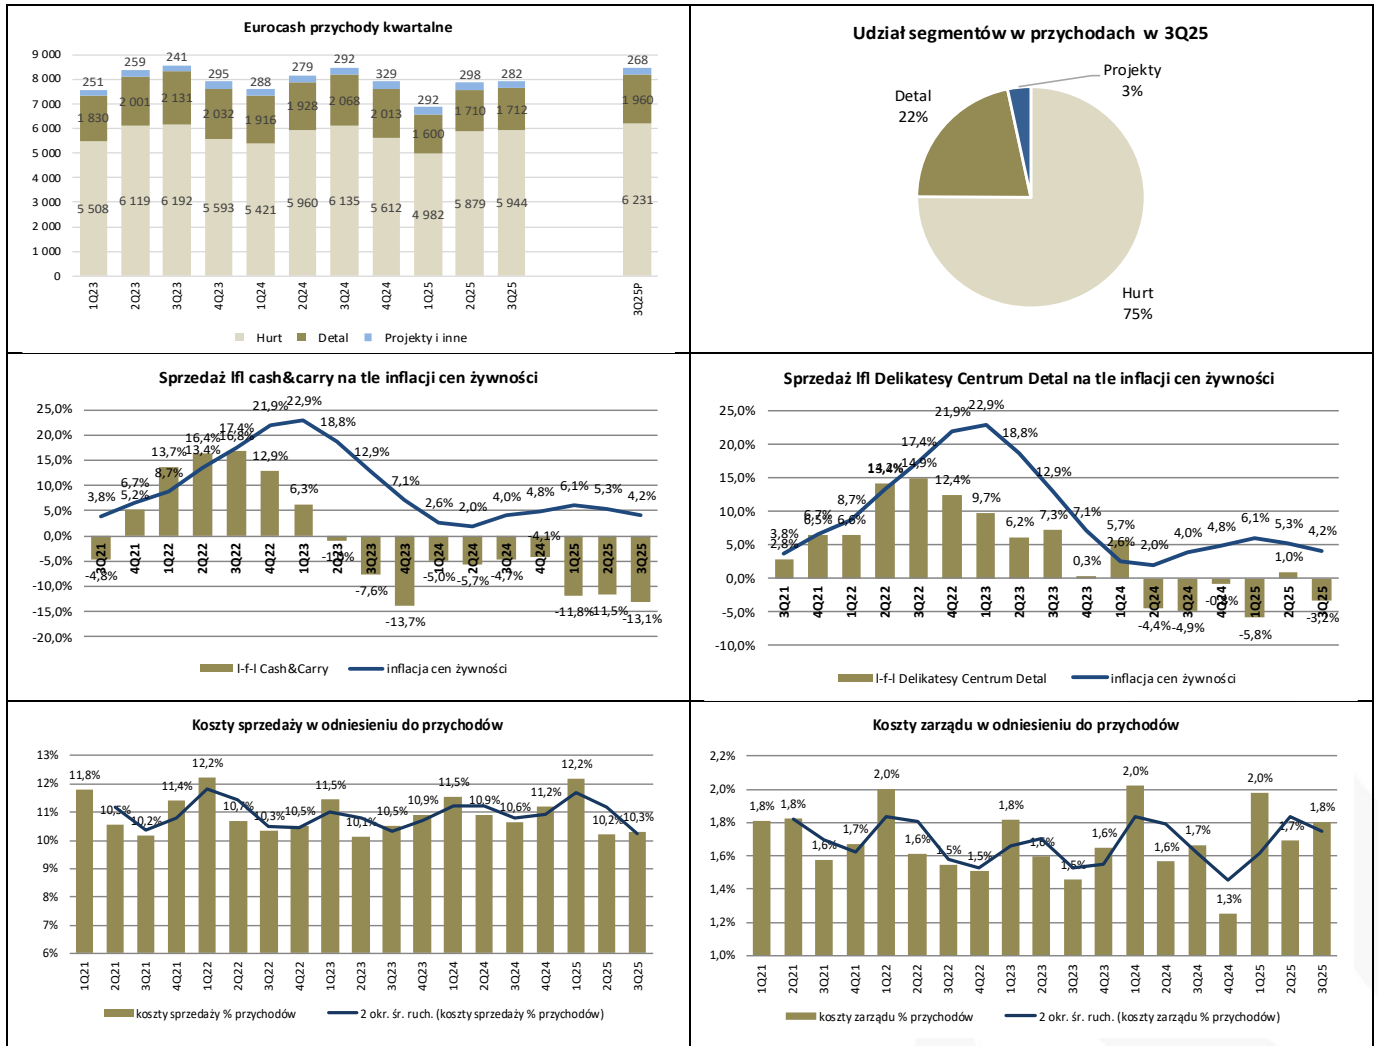 Eurocash przychody kwartalne
9 000
8 000
7 000
6 000
5 000
4 000
3 000
2 000
1 000
0
251 259 241 295 288 279 292 329 292 298 282 268
1 830 2 001 2 131 2 032 1 916 1 928 2 068 2 013 1 600 1 710 1 712 1 960
5 508 6 119 6 192 5 593 5 421 5 960 6 135 5 612 4 982 5 879 5 944 6 231
1Q23 2Q23 3Q23 4Q23 1Q24 2Q24 3Q24 4Q24 1Q25 2Q25 3Q25 3Q25P
Hurt Detal Projekty i inne
Udział segmentów w przychodach w 3Q25
Projekty
3%
Detal
22%
Hurt
75%
Sprzedaż lfl cash&carry na tle inflacji cen żywności
25,0%
20,0%
15,0%
10,0%
5,0%
0,0%
-5,0%
-10,0%
-15,0%
-20,0%
3,8% 6,7% 8,7% 13,4% 17,4% 21,9% 22,9% 18,8% 12,9% 7,1% 2,6% 2,0% 4,0% 4,8% 6,1% 5,3% 4,2%
-4,8% 5,2% 13,7% 16,4% 16,8% 12,9% 6,3% -7,6% -13,7% -5,0% -5,7% -4,7% -4,1% -11,8% -11,5% -13,1%
3Q21 4Q21 1Q22 2Q22 3Q22 4Q22 1Q23 2Q23 3Q23 4Q23 1Q24 2Q24 3Q24 4Q24 1Q25 2Q25 3Q25
l-f-l Cash&Carry inflacja cen żywności
Sprzedaż lfl Delikatesy Centrum Detal na tle inflacji cen żywności
25,0%
20,0%
15,0%
10,0%
5,0%
0,0%
-5,0%
-10,0%
3,8% 6,7% 8,7% 13,4% 17,4% 21,9% 22,9% 18,8% 12,9% 7,1% 2,6% 2,0% 4,0% 4,8% 6,1% 5,3% 4,2%
2,8% 6,5% 6,6% 14,9% 12,4% 9,7% 6,2% 7,3% 0,3% 5,7% -4,4% -4,9% -5,8% 1,0% -3,2%
3Q21 4Q21 1Q22 2Q22 3Q22 4Q22 1Q23 2Q23 3Q23 4Q23 1Q24 2Q24 3Q24 4Q24 1Q25 2Q25 3Q25
l-f-l Delikatesy Centrum Detal inflacja cen żywności
Koszty sprzedaży w odniesieniu do przychodów
13%
12%
11%
10%
9%
8%
7%
6%
11,8% 10,5% 10,2% 11,4% 12,2% 10,7% 10,3% 10,5% 11,5% 10,1% 10,5% 10,9% 11,5% 10,9% 10,6% 11,2% 12,2% 10,2% 10,3%
1Q21 2Q21 3Q21 4Q21 1Q22 2Q22 3Q22 4Q22 1Q23 2Q23 3Q23 4Q23 1Q24 2Q24 3Q24 4Q24 1Q25 2Q25 3Q25
koszty sprzedaży % przychodów 2 okr. śr. ruch. (koszty sprzedaży % przychodów)
Koszty zarządu w odniesieniu do przychodów
2,2%
2,0%
1,8%
1,6%
1,4%
1,2%
1,0%
1,8% 1,8% 1,6% 1,7% 2,0% 1,6% 1,5% 1,5% 1,8% 1,6% 1,5% 1,6% 2,0% 1,6% 1,7% 1,3% 2,0% 1,7% 1,8%
1Q21 2Q21 3Q21 4Q21 1Q22 2Q22 3Q22 4Q22 1Q23 2Q23 3Q23 4Q23 1Q24 2Q24 3Q24 4Q24 1Q25 2Q25 3Q25
koszty zarządu % przychodów 2 okr. śr. ruch. (koszty zarządu % przychodów)